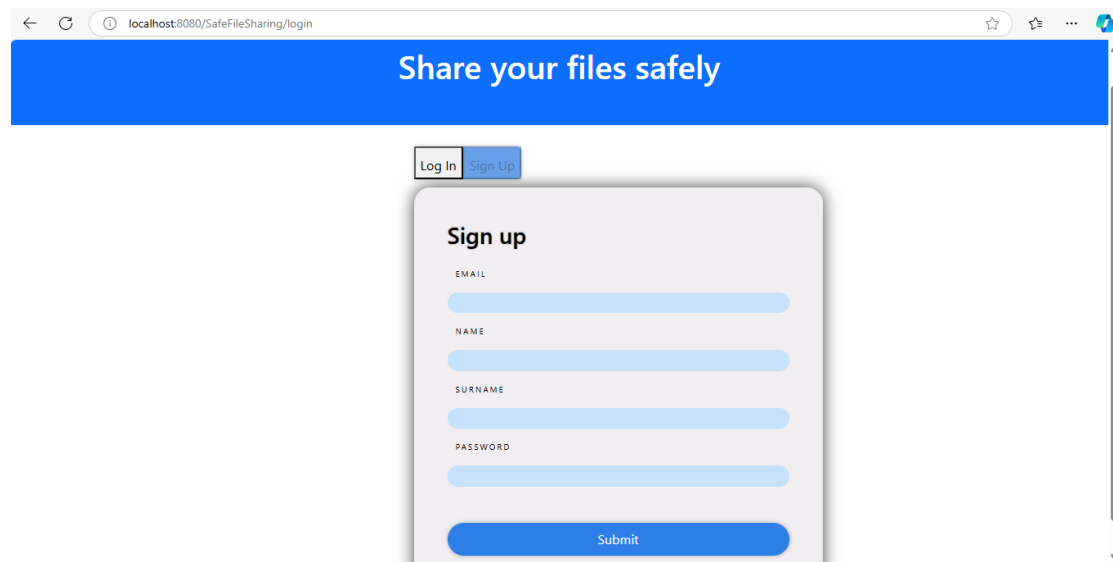 localhost:8080/SafeFileSharing/login
Share your files safely
Log In Sign Up
Sign up
EMAIL
NAME
SURNAME
PASSWORD
Submit